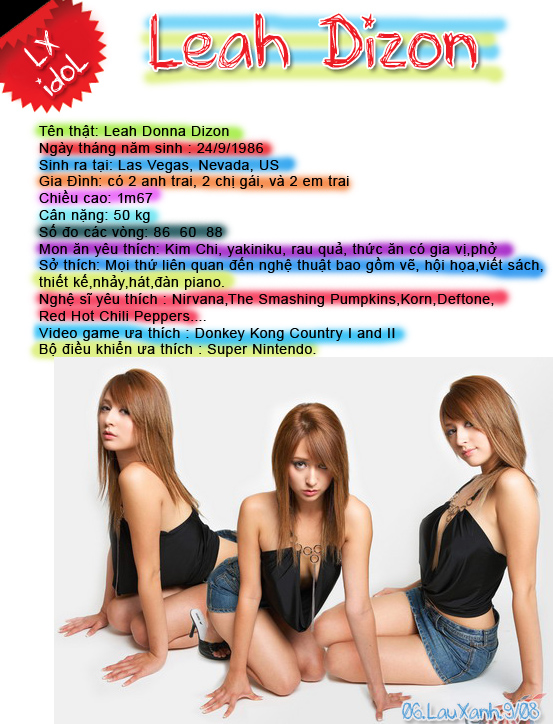 LX
idoL
Leah Dizon
Tên thật: Leah Donna Dizon
Ngày tháng năm sinh : 24/9/1986
Sinh ra tại: Las Vegas, Nevada, US
Gia Đình: có 2 anh trai, 2 chị gái, và 2 em trai
Chiều cao: 1m67
Cân nặng: 50 kg
Số đo các vòng: 86 60 88
Mon ăn yêu thích: Kim Chi, yakiniku, rau quả, thức ăn có gia vị,phở
Sở thích: Mọi thứ liên quan đến nghệ thuật bao gồm vẽ, hội họa,viết sách,
thiết kế,nhảy,hát,đàn piano.
Nghệ sĩ yêu thích : Nirvana,The Smashing Pumpkins,Korn,Deftone,
Red Hot Chili Peppers....
Video game ưa thích : Donkey Kong Country I and II
Bộ điều khiển ưa thích : Super Nintendo.
06.LauXanh.9/08